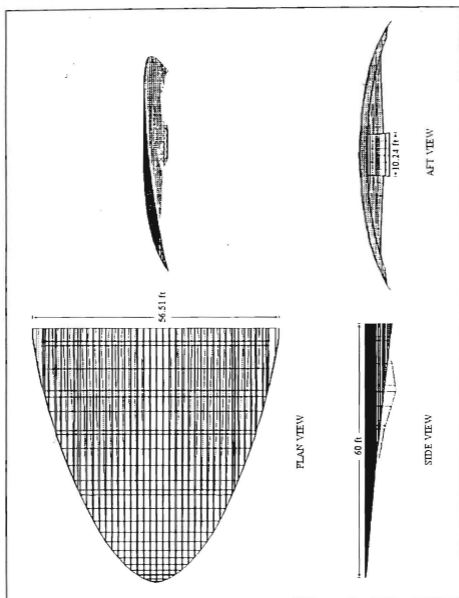 56.51 ft
10.24 ft
PLAN VIEW
AFT VIEW
60 ft
SIDE VIEW